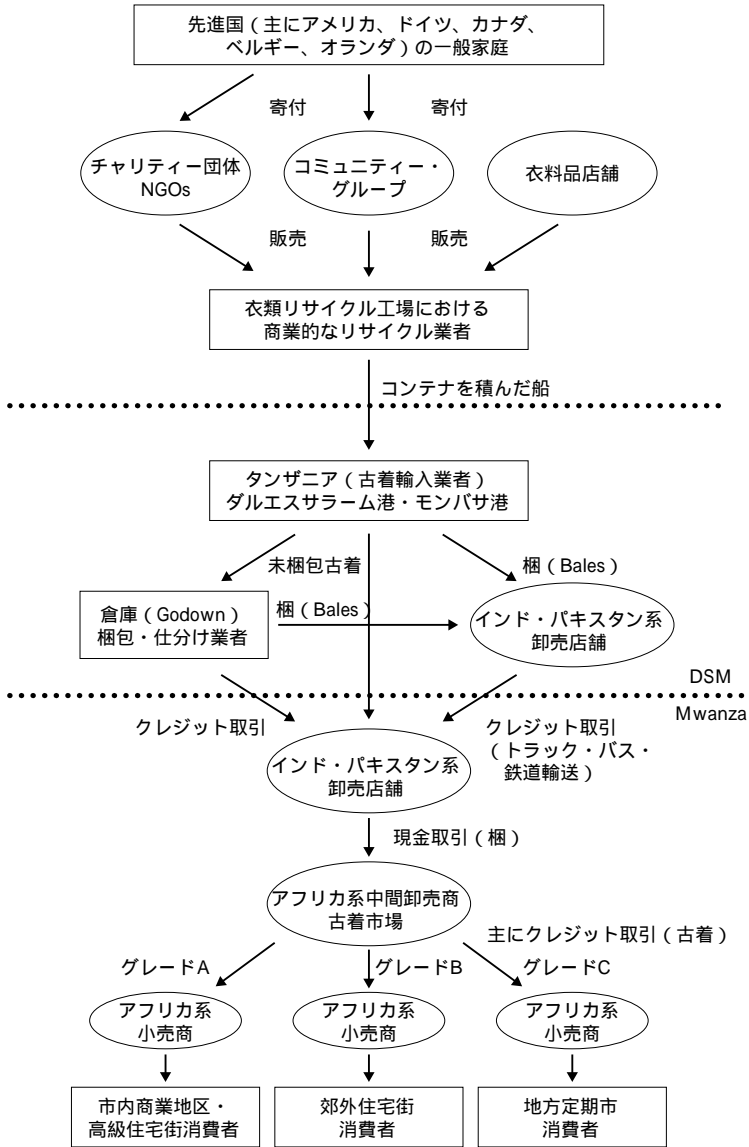 先進国（主にアメリカ、ドイツ、カナダ、
ベルギー、オランダ）の一般家庭
寄付
寄付
チャリティー団体
NGOs
コミュニティー・
グループ
衣料品店舗
販売
販売
衣類リサイクル工場における
商業的なリサイクル業者
コンテナを積んだ船
タンザニア（古着輸入業者）
ダルエスサラーム港・モンバサ港
未梱包古着
梱（Bales）
倉庫（Godown）
梱包・仕分け業者
梱（Bales）
インド・パキスタン系
卸売店舗
DSM
Mwanza
クレジット取引
クレジット取引
（トラック・バス・
鉄道輸送）
インド・パキスタン系
卸売店舗
現金取引（梱）
アフリカ系中間卸売商
古着市場
主にクレジット取引（古着）
グレードA
グレードB
グレードC
アフリカ系
小売商
アフリカ系
小売商
アフリカ系
小売商
市内商業地区・
高級住宅街消費者
郊外住宅街
消費者
地方定期市
消費者